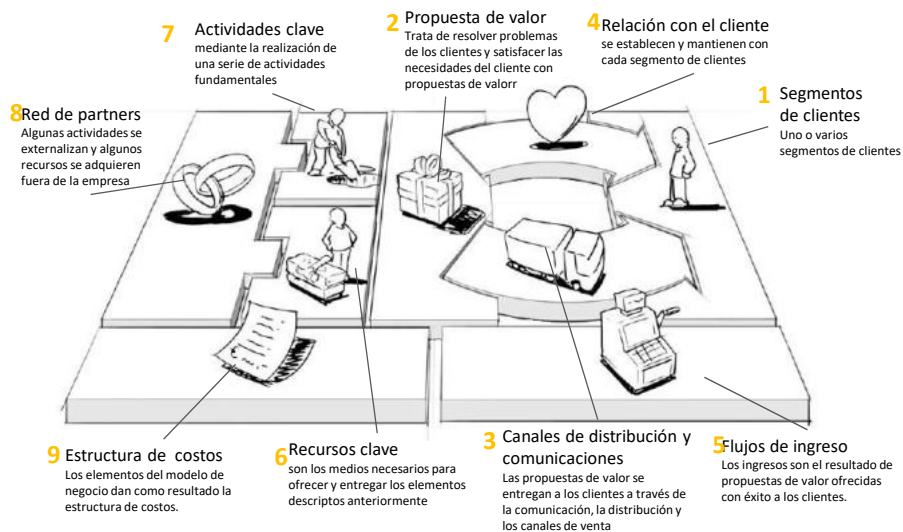 7 Actividades clave
mediante la realización de
una serie de actividades
fundamentales
2 Propuesta de valor
Trata de resolver problemas
de los clientes y satisfacer las
necesidades del cliente con
propuestas de valorr
4 Relación con el cliente
se establecen y mantienen con
cada segmento de clientes
1 Segmentos
de clientes
Uno o varios
segmentos de clientes
8 Red de partners
Algunas actividades se
externalizan y algunos
recursos se adquieren
fuera de la empresa
9 Estructura de costos
Los elementos del modelo de
negocio dan como resultado la
estructura de costos.
6 Recursos clave
son los medios necesarios para
ofrecer y entregar los elementos
descriptos anteriormente
3 Canales de distribución y
comunicaciones
Las propuestas de valor se
entregan a los clientes a través de
la comunicación, la distribución y
los canales de venta
5 Flujos de ingreso
Los ingresos son el resultado de
propuestas de valor ofrecidas
con éxito a los clientes.